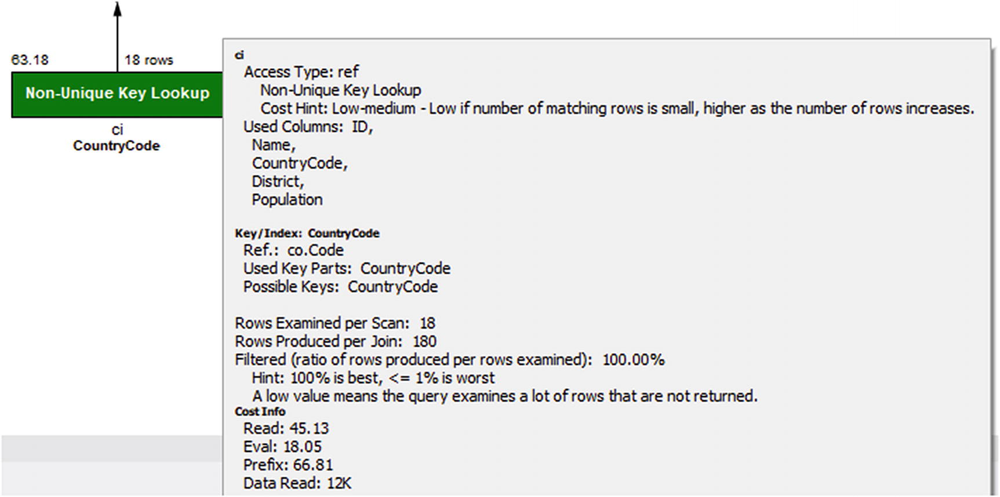 63.18
18 rows
Non-Unique Key Lookup
ci
CountryCode
ci
Access Type: ref
Non-Unique Key Lookup
Cost Hint: Low-medium - Low if number of matching rows is small, higher as the number of rows increases.
Used Columns: ID,
Name,
CountryCode,
District,
Population
Key/Index: CountryCode
Ref.: co.Code
Used Key Parts: CountryCode
Possible Keys: CountryCode
Rows Examined per Scan: 18
Rows Produced per Join: 180
Filtered (ratio of rows produced per rows examined): 100.00%
Hint: 100% is best, <= 1% is worst
A low value means the query examines a lot of rows that are not returned.
Cost Info
Read: 45.13
Eval: 18.05
Prefix: 66.81
Data Read: 12K